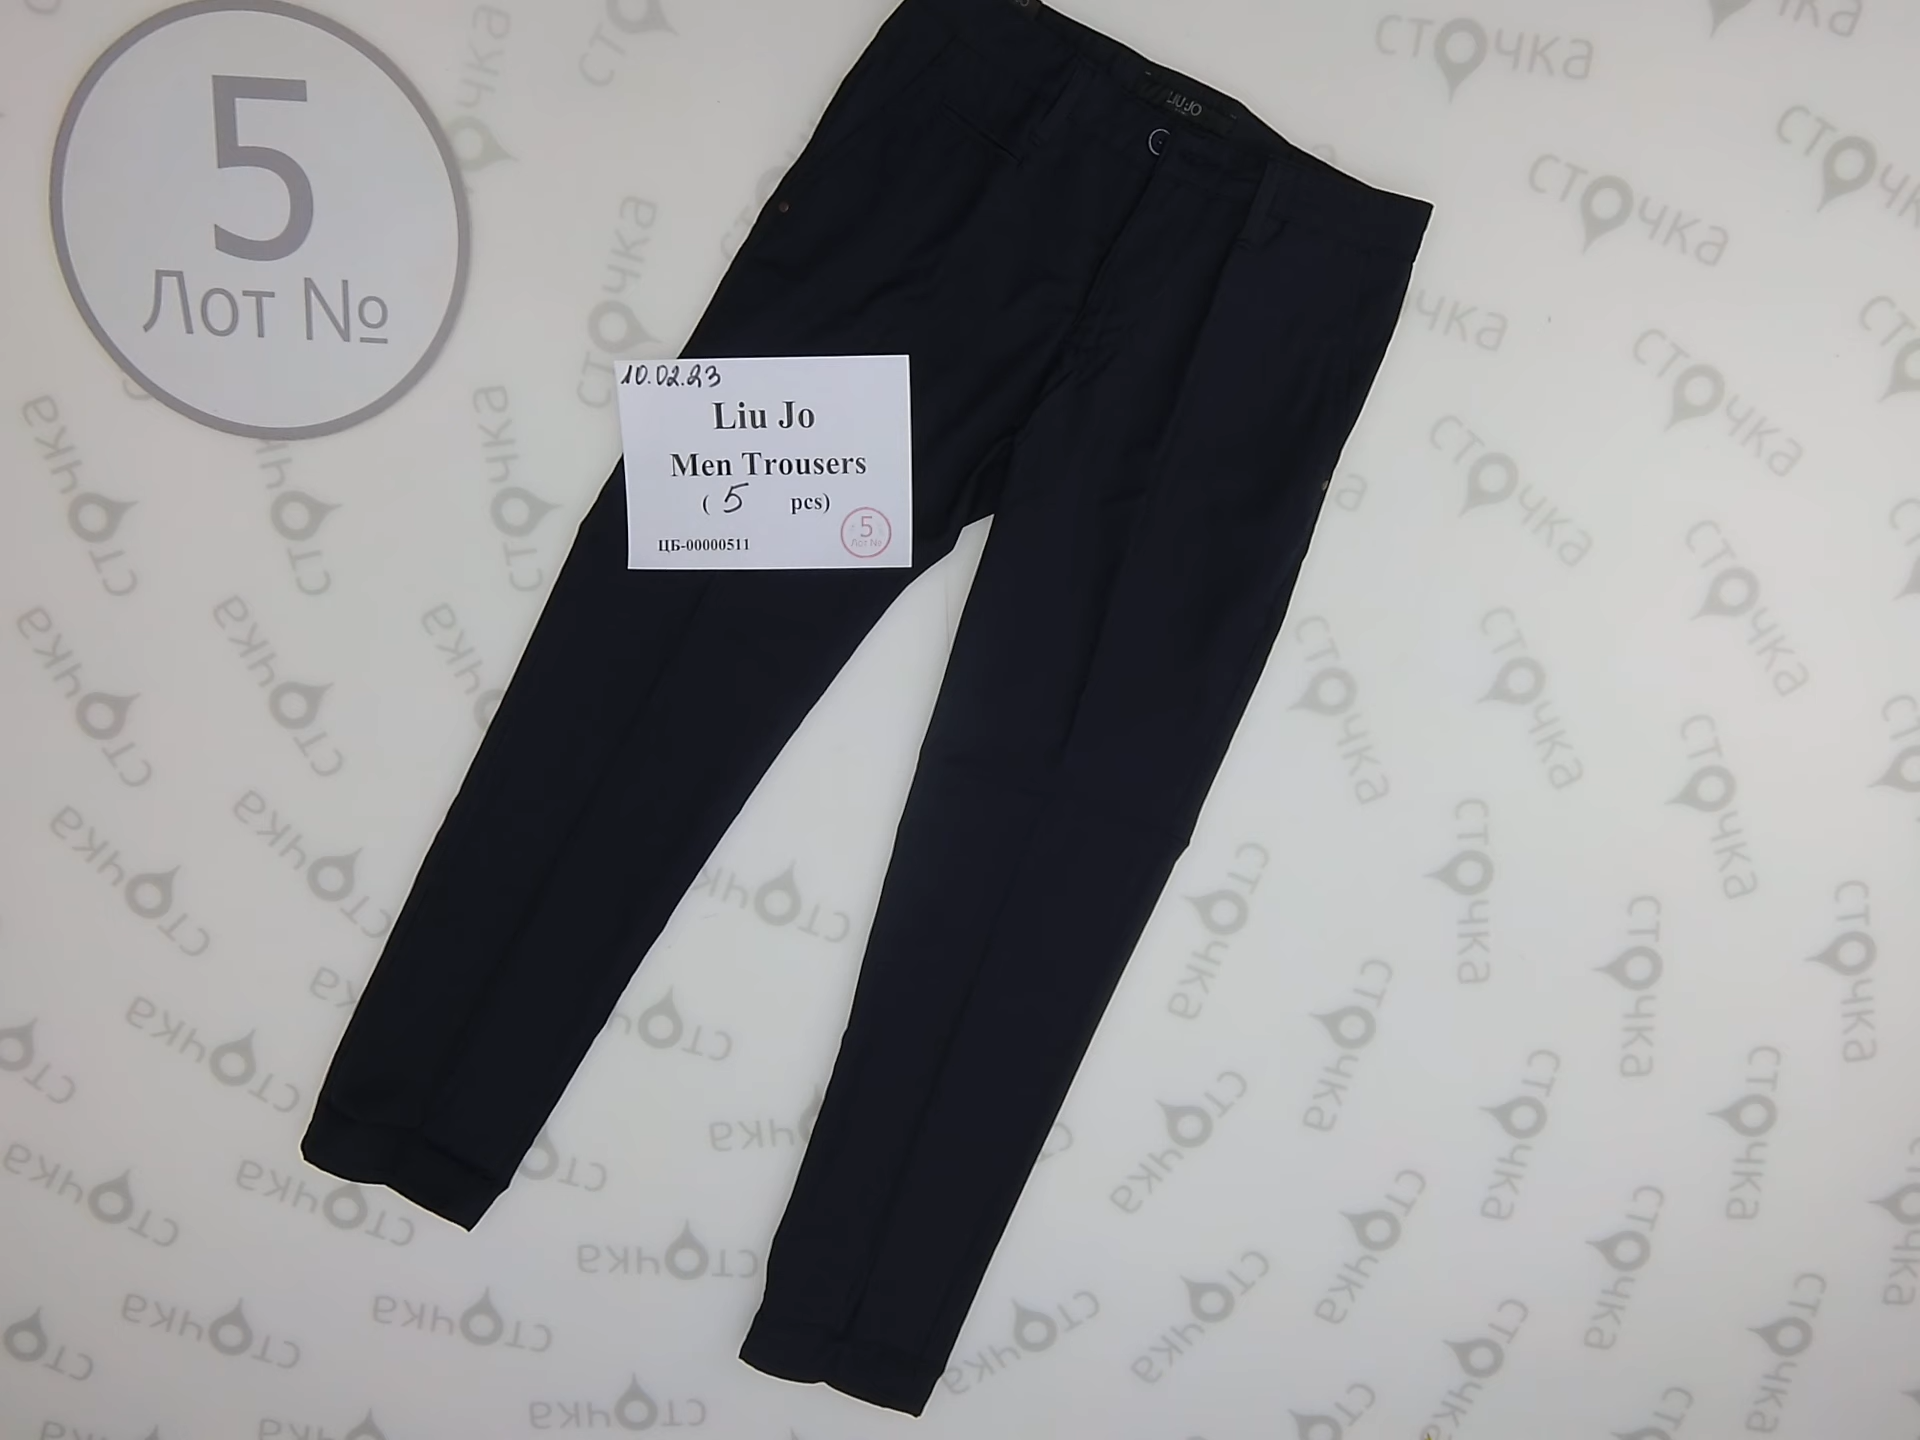 5
Лот №
LIU·JO
10.02.23
Liu Jo
Men Trousers
( 5 pcs)
ЦБ-00000511
5
Лот №
сточка